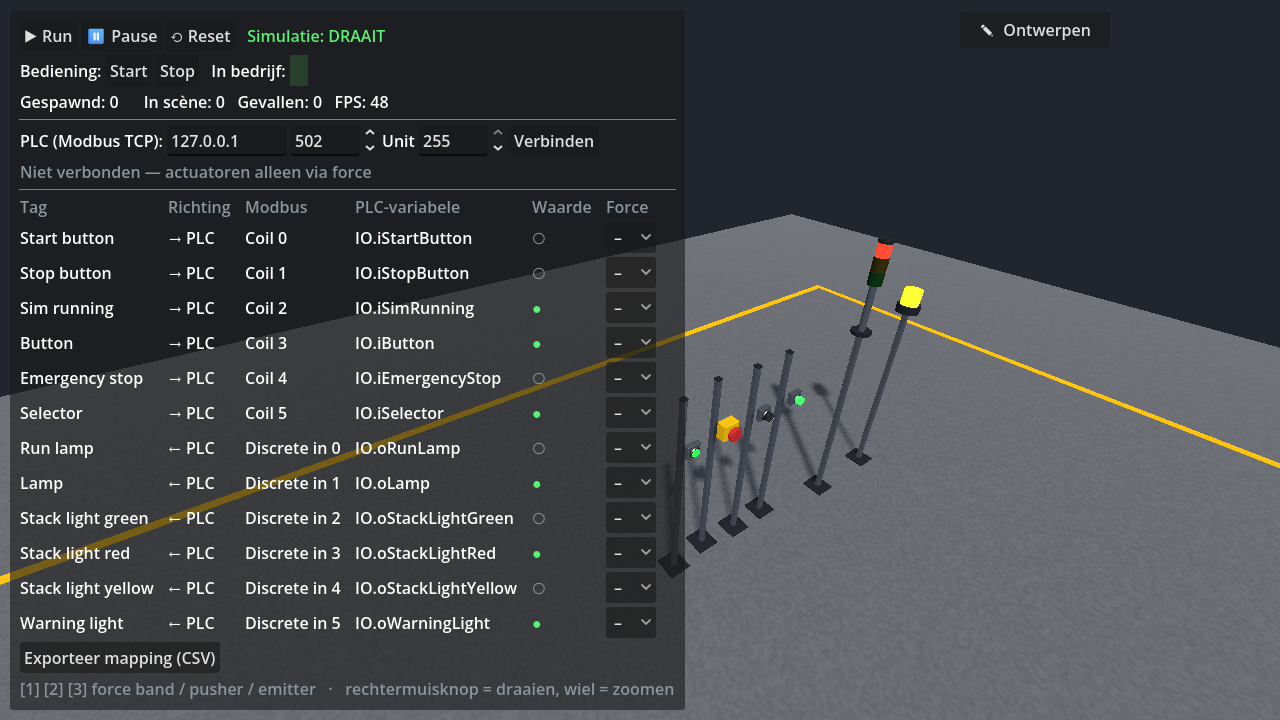 Run Pause Reset Simulatie: DRAAIT
Ontwerpen
Bediening: Start Stop In bedrijf:
Gespawnd: 0 In scène: 0 Gevallen: 0 FPS: 48
PLC (Modbus TCP): 127.0.0.1 502 Unit 255 Verbinden
Niet verbonden — actuatoren alleen via force
Tag Richting Modbus PLC-variabele Waarde Force
Start button → PLC Coil 0 IO.iStartButton –
Stop button → PLC Coil 1 IO.iStopButton –
Sim running → PLC Coil 2 IO.iSimRunning –
Button → PLC Coil 3 IO.iButton –
Emergency stop → PLC Coil 4 IO.iEmergencyStop –
Selector → PLC Coil 5 IO.iSelector –
Run lamp ← PLC Discrete in 0 IO.oRunLamp –
Lamp ← PLC Discrete in 1 IO.oLamp –
Stack light green ← PLC Discrete in 2 IO.oStackLightGreen –
Stack light red ← PLC Discrete in 3 IO.oStackLightRed –
Stack light yellow ← PLC Discrete in 4 IO.oStackLightYellow –
Warning light ← PLC Discrete in 5 IO.oWarningLight –
Exporteer mapping (CSV)
[1] [2] [3] force band / pusher / emitter · rechtermuisknop = draaien, wiel = zoomen